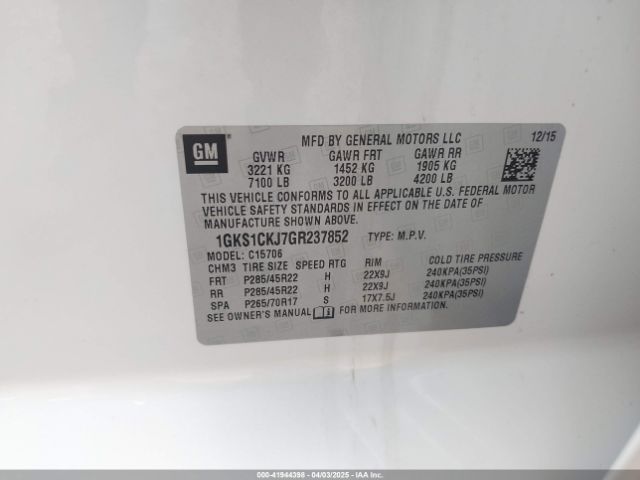 GM
MFD BY GENERAL MOTORS LLC 12/15
GVWR GAWR FRT GAWR RR
3221 KG 1452 KG 1905 KG
7100 LB 3200 LB 4200 LB
THIS VEHICLE CONFORMS TO ALL APPLICABLE U.S. FEDERAL MOTOR
VEHICLE SAFETY STANDARDS IN EFFECT ON THE DATE OF
MANUFACTURE SHOWN ABOVE.
1GKS1CKJ7GR237852 TYPE: M.P.V.
MODEL: C15706
CHM3 TIRE SIZE SPEED RTG RIM COLD TIRE PRESSURE
FRT P285/45R22 H 22X9J 240KPA(35PSI)
RR P285/45R22 H 22X9J 240KPA(35PSI)
SPA P265/70R17 S 17X7.5J 240KPA(35PSI)
SEE OWNER'S MANUAL FOR MORE INFORMATION.
000-41944398 - 04/03/2025 - iaai.com